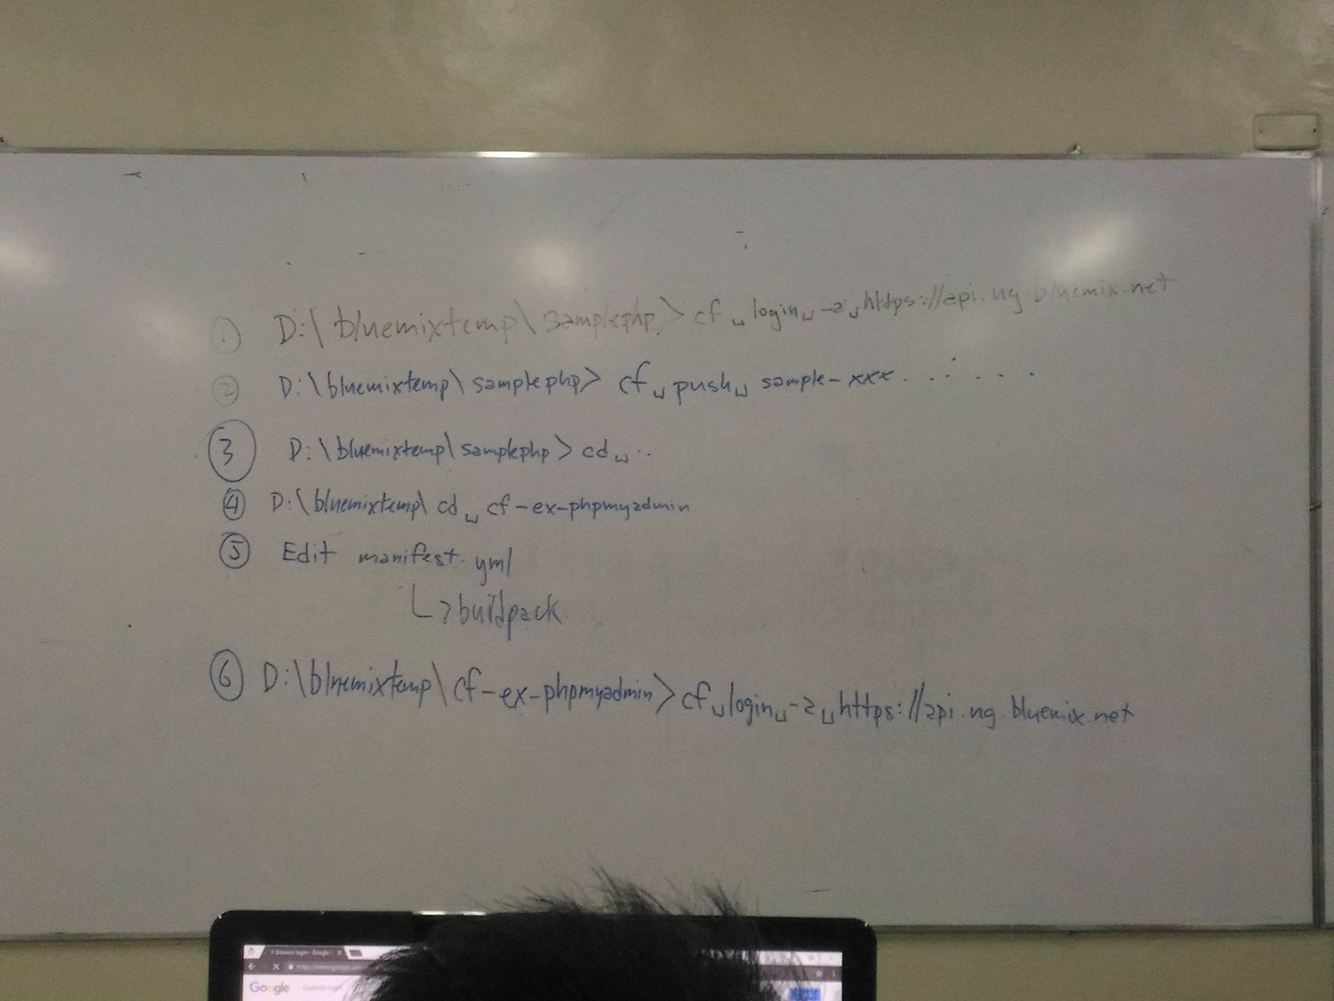 ① D:\bluemixtemp\samplephp> cf␣login␣-a␣https://api.ng.bluemix.net
② D:\bluemixtemp\samplephp> cf␣push␣sample-xxx.......
③ D:\bluemixtemp\samplephp> cd␣..
④ D:\bluemixtemp\cd␣cf-ex-phpmyadmin
⑤ Edit manifest.yml
↳buildpack
⑥ D:\bluemixtemp\cf-ex-phpmyadmin>cf␣login␣-a␣https://api.ng.bluemix.net
Google